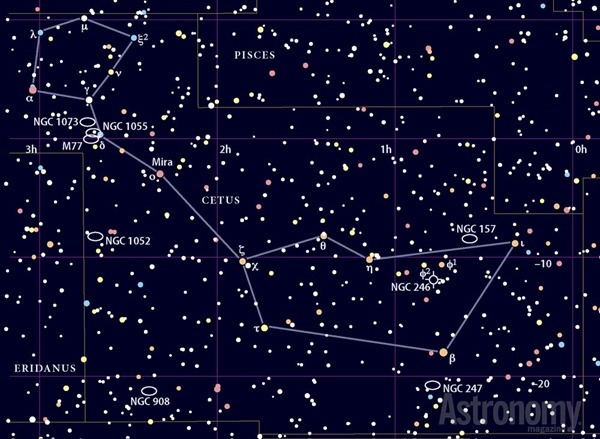 λ
μ
ξ²
PISCES
ν
α
γ
NGC 1073
NGC 1055
M77
δ
3h
2h
1h
0h
Mira
ο
CETUS
NGC 157
NGC 1052
θ
ι
ζ
χ
η
φ²
φ¹
−10
NGC 246
τ
β
ERIDANUS
NGC 908
NGC 247
−20
Astronomy
magazine